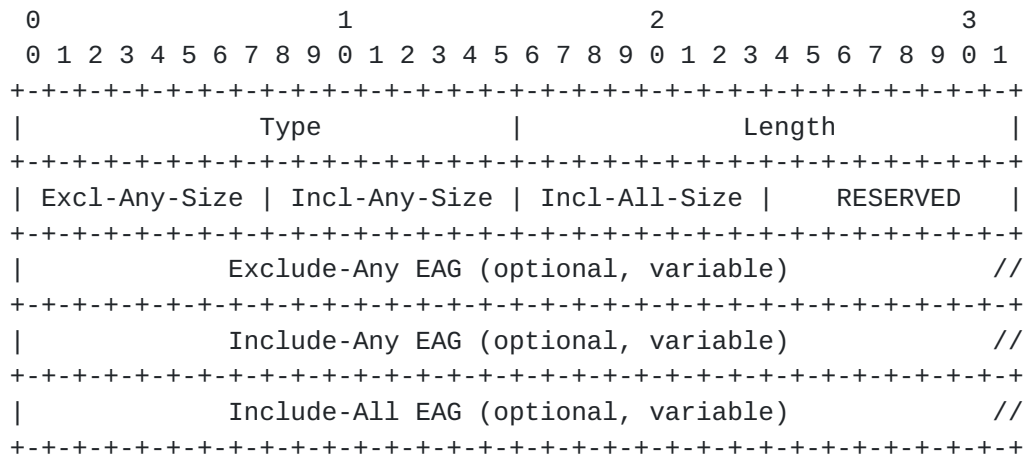 0                   1                   2                   3
 0 1 2 3 4 5 6 7 8 9 0 1 2 3 4 5 6 7 8 9 0 1 2 3 4 5 6 7 8 9 0 1
+-+-+-+-+-+-+-+-+-+-+-+-+-+-+-+-+-+-+-+-+-+-+-+-+-+-+-+-+-+-+-+-+
|               Type            |              Length           |
+-+-+-+-+-+-+-+-+-+-+-+-+-+-+-+-+-+-+-+-+-+-+-+-+-+-+-+-+-+-+-+-+
| Excl-Any-Size | Incl-Any-Size | Incl-All-Size |    RESERVED   |
+-+-+-+-+-+-+-+-+-+-+-+-+-+-+-+-+-+-+-+-+-+-+-+-+-+-+-+-+-+-+-+-+
|             Exclude-Any EAG (optional, variable)             //
+-+-+-+-+-+-+-+-+-+-+-+-+-+-+-+-+-+-+-+-+-+-+-+-+-+-+-+-+-+-+-+-+
|             Include-Any EAG (optional, variable)             //
+-+-+-+-+-+-+-+-+-+-+-+-+-+-+-+-+-+-+-+-+-+-+-+-+-+-+-+-+-+-+-+-+
|             Include-All EAG (optional, variable)             //
+-+-+-+-+-+-+-+-+-+-+-+-+-+-+-+-+-+-+-+-+-+-+-+-+-+-+-+-+-+-+-+-+